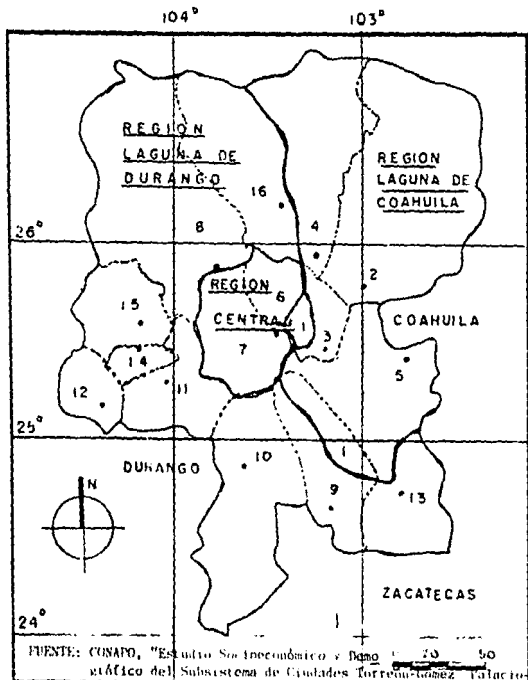 104°
103°
REGION
LAGUNA DE
DURANGO
REGION
LAGUNA DE
COAHUILA
16
8
4
26°
2
REGION
6
CENTRAL
1
COAHUILA
15
7
3
14
5
12
11
25°
DURANGO
10
1
N
9
13
ZACATECAS
24°
FUENTE: CONAPO, "Estudio Socioeconómico y Demo
gráfico del Subsistema de Ciudades Torreón-Gómez Palacio
50